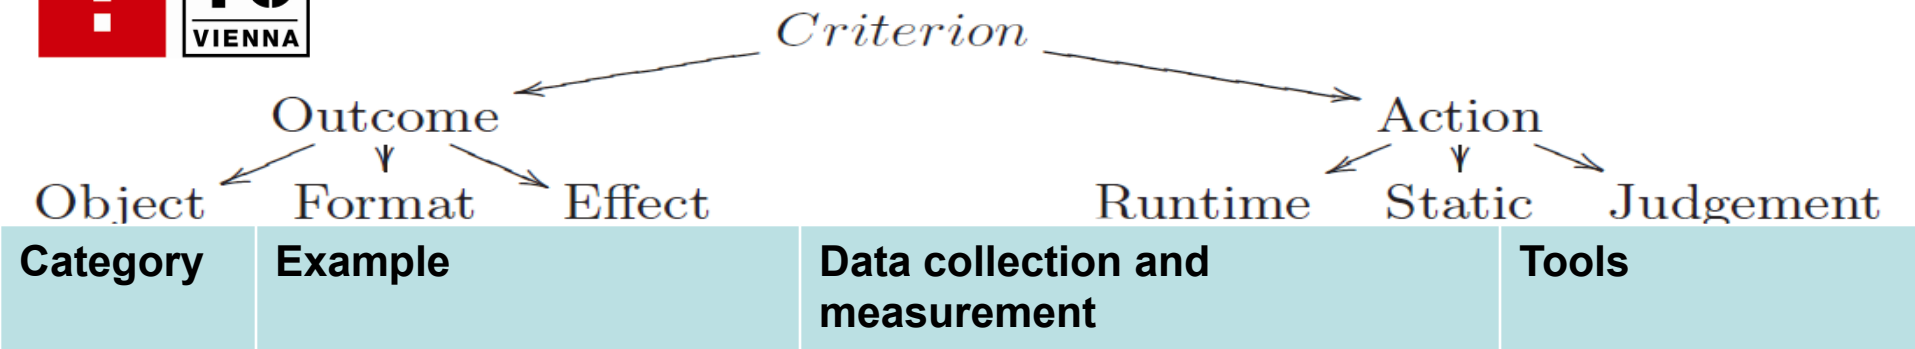 VIENNA
Criterion
Outcome Action
Object Format Effect Runtime Static Judgement
Category Example Data collection and Tools
measurement